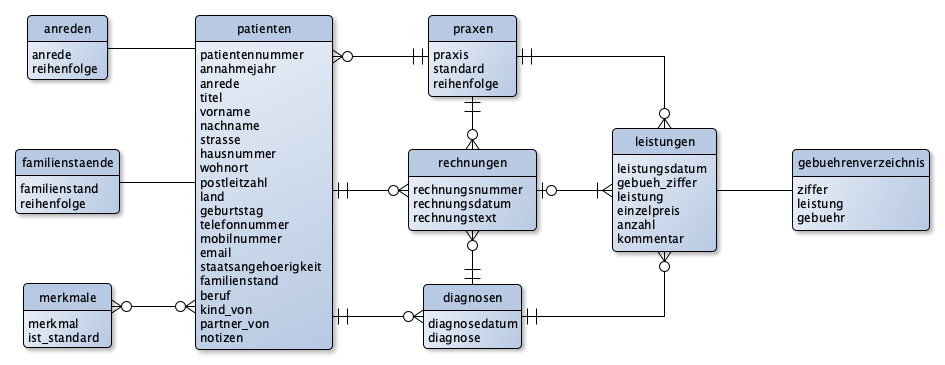 anreden
anrede
reihenfolge
patienten
patientennummer
annahmejahr
anrede
titel
vorname
nachname
strasse
hausnummer
wohnort
postleitzahl
land
geburtstag
telefonnummer
mobilnummer
email
staatsangehoerigkeit
familienstand
beruf
kind_von
partner_von
notizen
praxen
praxis
standard
reihenfolge
familienstaende
familienstand
reihenfolge
rechnungen
rechnungsnummer
rechnungsdatum
rechnungstext
leistungen
leistungsdatum
gebueh_ziffer
leistung
einzelpreis
anzahl
kommentar
gebuehrenverzeichnis
ziffer
leistung
gebuehr
merkmale
merkmal
ist_standard
diagnosen
diagnosedatum
diagnose